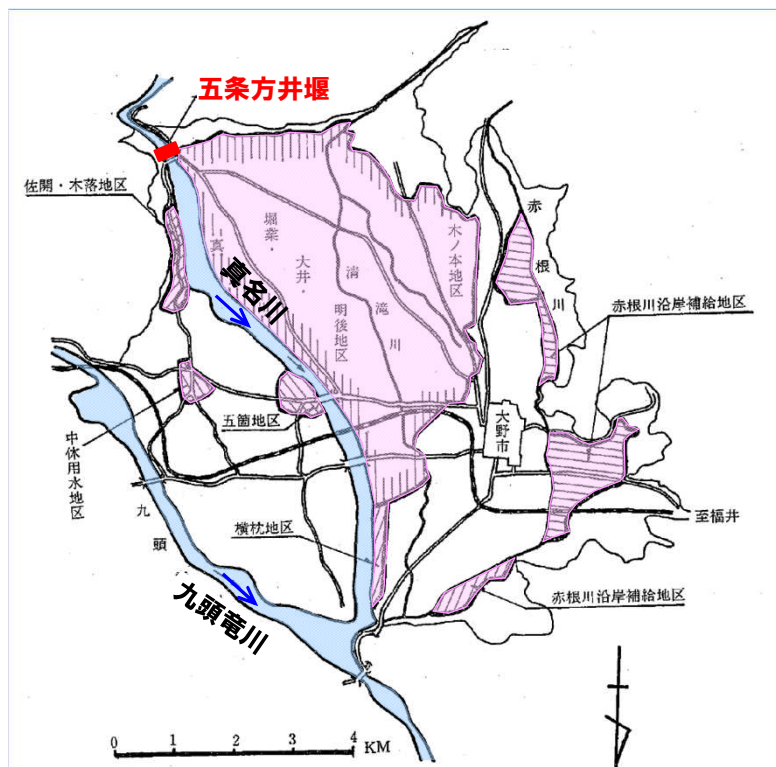 五条方井堰
佐開・木落地区
赤根川
堀兼・大井・明後地区
真
清滝川
木ノ本地区
真名川
赤根川沿岸補給地区
五箇地区
大野市
中休用水地区
至福井
九頭
横枕地区
九頭竜川
赤根川沿岸補給地区
0 1 2 3 4 KM